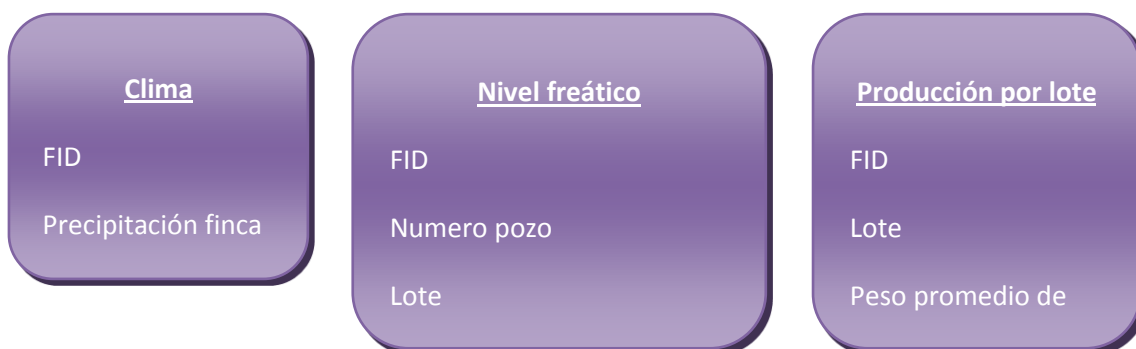 Clima
FID
Precipitación finca
Nivel freático
FID
Numero pozo
Lote
Producción por lote
FID
Lote
Peso promedio de